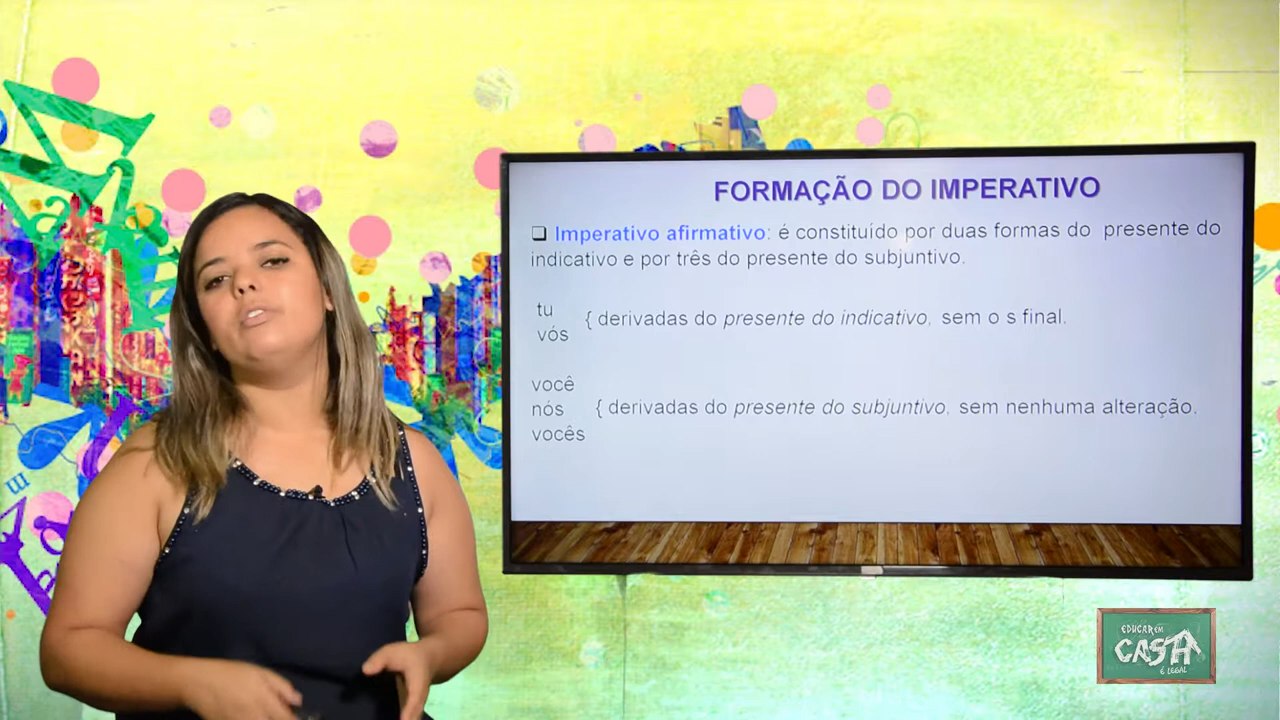 FORMAÇÃO DO IMPERATIVO
❑ Imperativo afirmativo: é constituído por duas formas do presente do
indicativo e por três do presente do subjuntivo.
tu
vós
{ derivadas do presente do indicativo, sem o s final.
você
nós
vocês
{ derivadas do presente do subjuntivo, sem nenhuma alteração.
EDUCAR EM
CASA
É LEGAL